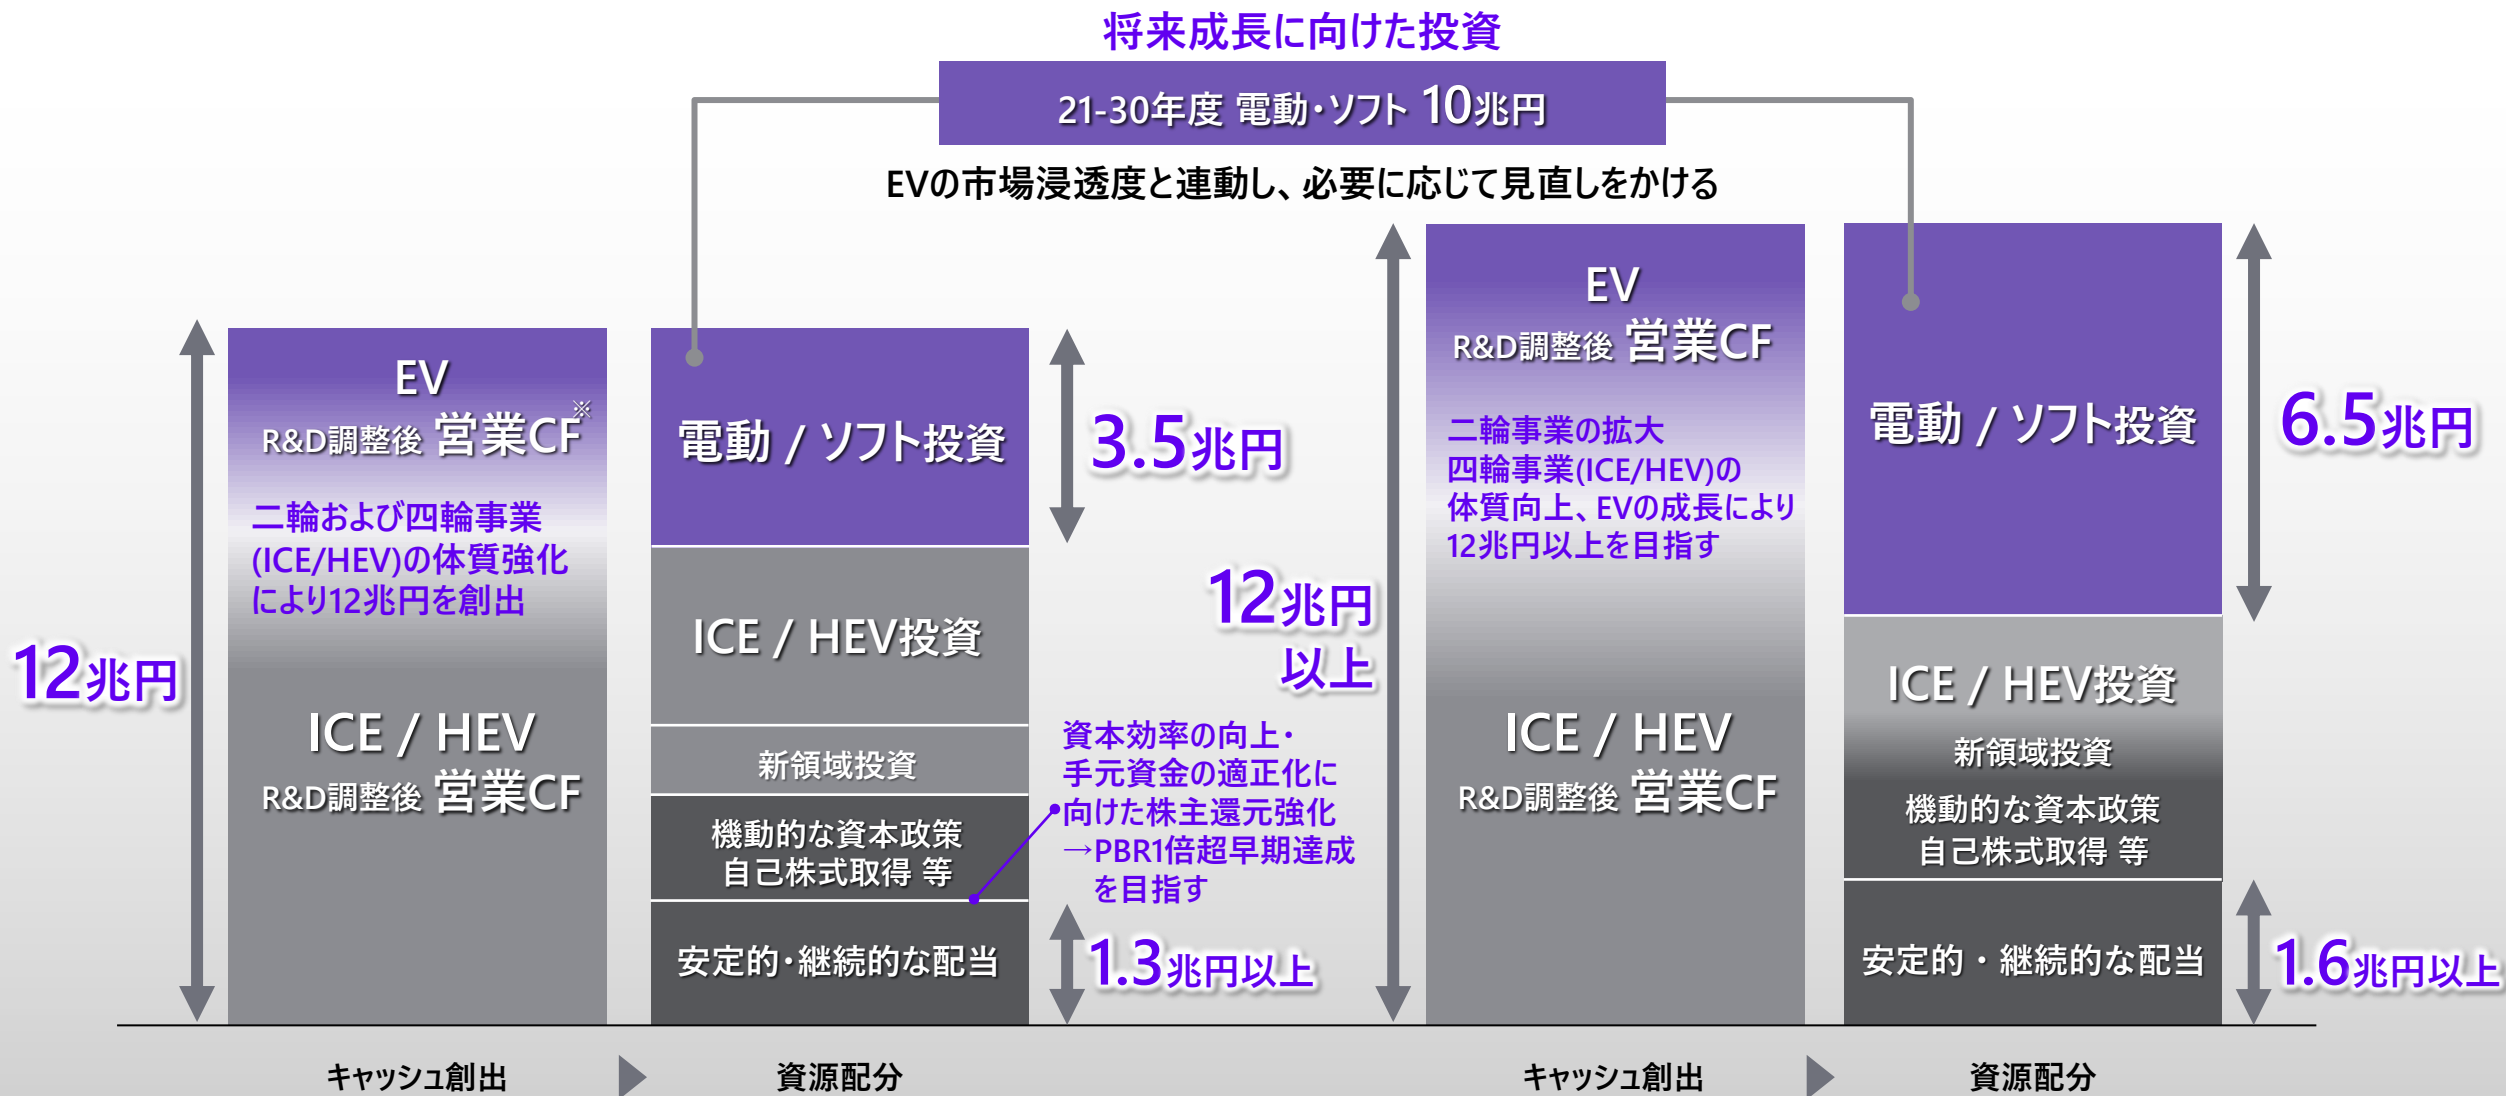 将来成長に向けた投資
21-30年度 電動・ソフト 10兆円
EVの市場浸透度と連動し、必要に応じて見直しをかける
12兆円
EV
R&D調整後 営業CF※
二輪および四輪事業
(ICE/HEV)の体質強化
により12兆円を創出
ICE / HEV
R&D調整後 営業CF
電動 / ソフト投資
ICE / HEV投資
新領域投資
機動的な資本政策
自己株式取得 等
安定的・継続的な配当
3.5兆円
資本効率の向上・
手元資金の適正化に
向けた株主還元強化
→PBR1倍超早期達成
を目指す
1.3兆円以上
12兆円
以上
EV
R&D調整後 営業CF
二輪事業の拡大
四輪事業(ICE/HEV)の
体質向上、EVの成長により
12兆円以上を目指す
ICE / HEV
R&D調整後 営業CF
電動 / ソフト投資
ICE / HEV投資
新領域投資
機動的な資本政策
自己株式取得 等
安定的・継続的な配当
6.5兆円
1.6兆円以上
キャッシュ創出
資源配分
キャッシュ創出
資源配分